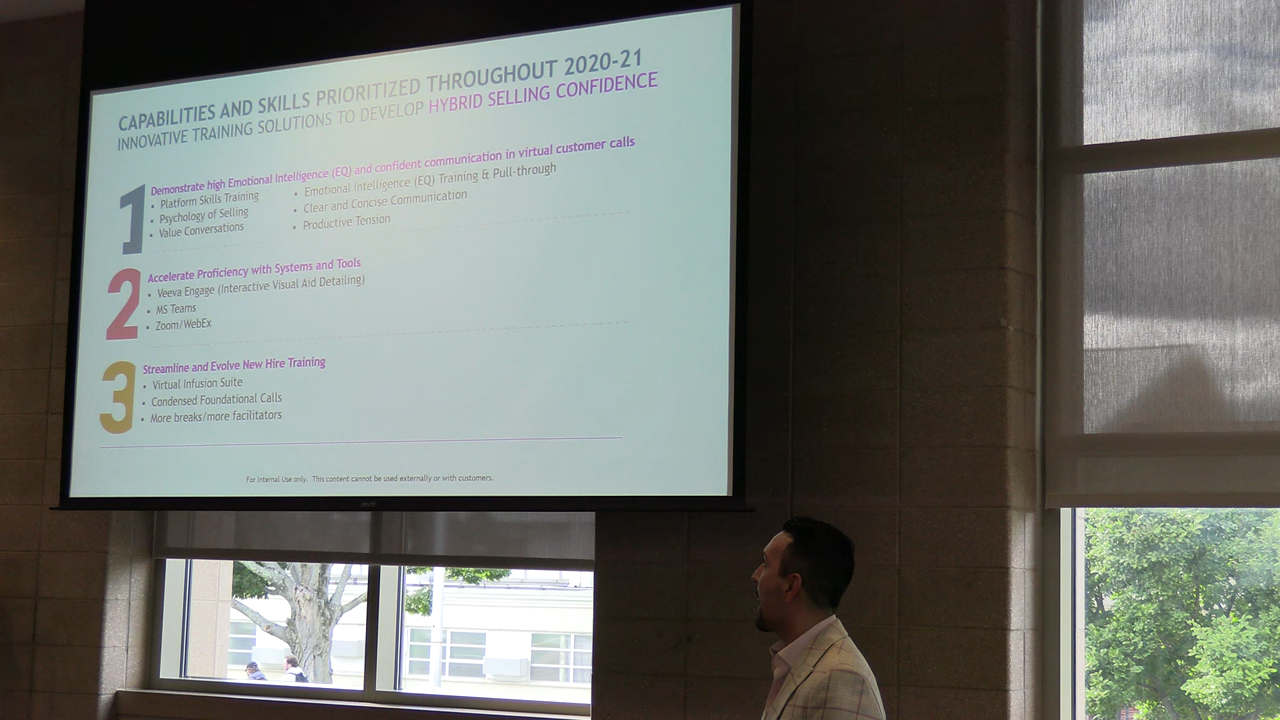 CAPABILITIES AND SKILLS PRIORITIZED THROUGHOUT 2020-21
INNOVATIVE TRAINING SOLUTIONS TO DEVELOP HYBRID SELLING CONFIDENCE
1
Demonstrate high Emotional Intelligence (EQ) and confident communication in virtual customer calls
• Platform Skills Training
• Psychology of Selling
• Value Conversations
• Emotional Intelligence (EQ) Training & Pull-through
• Clear and Concise Communication
• Productive Tension
2
Accelerate Proficiency with Systems and Tools
• Veeva Engage (Interactive Visual Aid Detailing)
• MS Teams
• Zoom/WebEx
3
Streamline and Evolve New Hire Training
• Virtual Infusion Suite
• Condensed Foundational Calls
• More breaks/more facilitators
For Internal Use only. This content cannot be used externally or with customers.